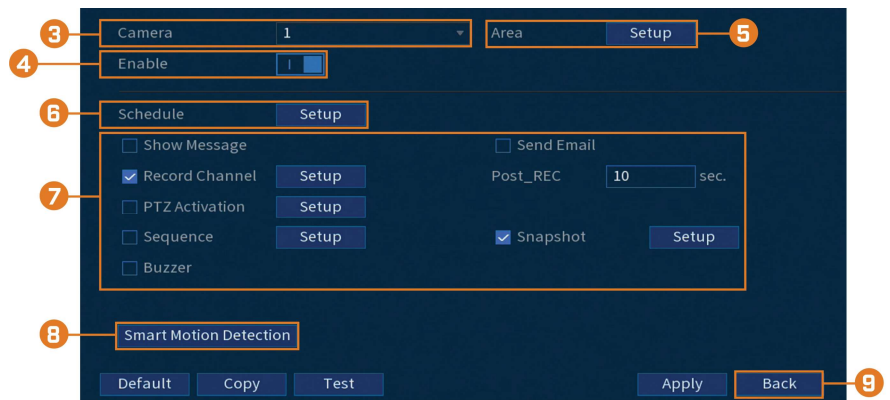 3 Camera 1 Area Setup 5
4 Enable
6 Schedule Setup
Show Message Send Email
Record Channel Setup Post_REC 10 sec.
7
PTZ Activation Setup
Sequence Setup Snapshot Setup
Buzzer
8 Smart Motion Detection
Default Copy Test Apply Back 9